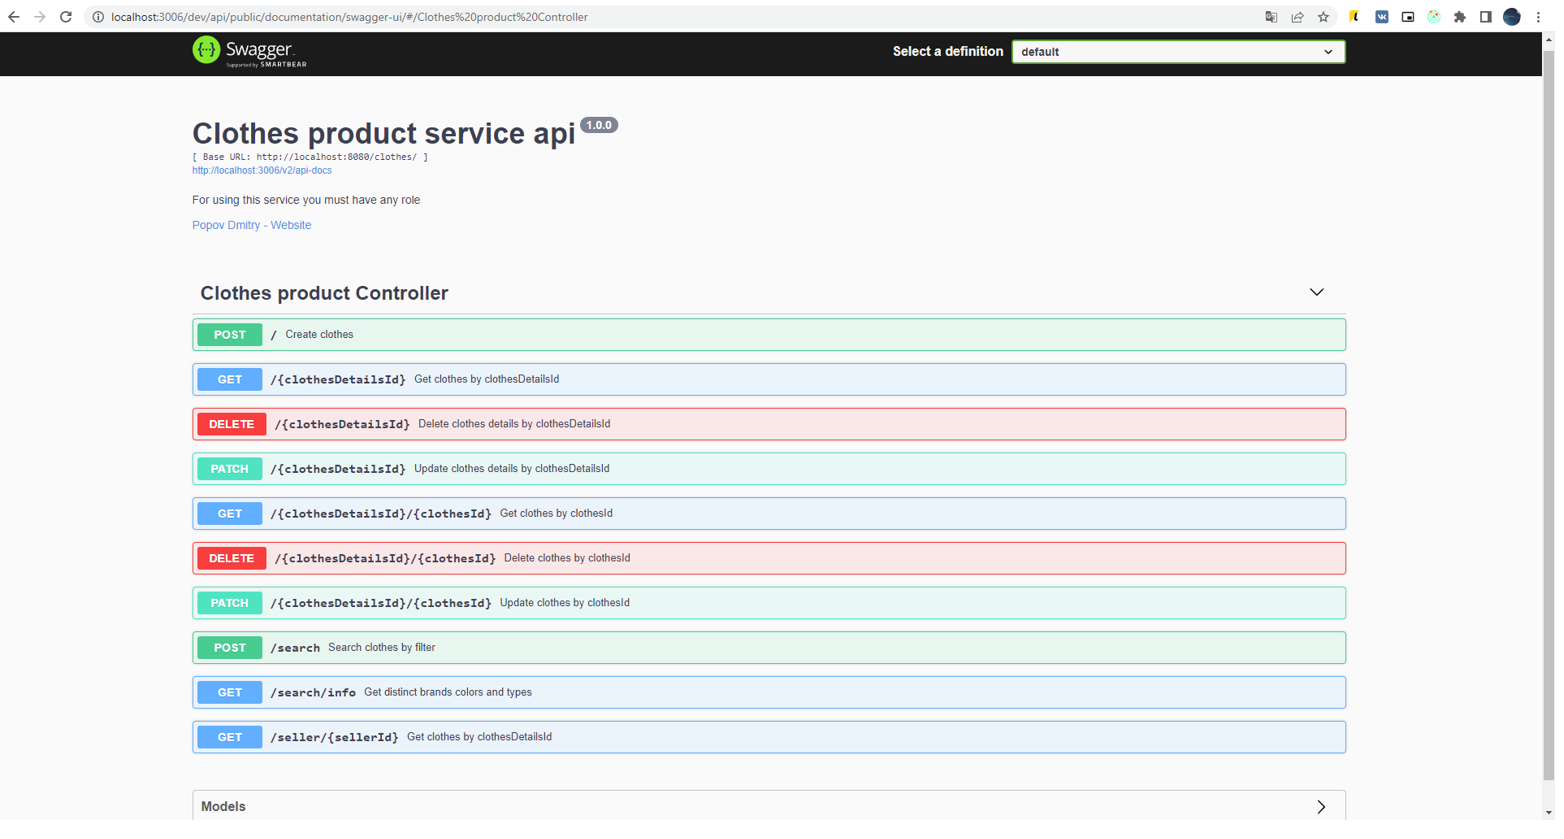 localhost:3006/dev/api/public/documentation/swagger-ui/#/Clothes%20product%20Controller
Swagger.
Supported by SMARTBEAR
Select a definition
default
Clothes product service api 1.0.0
[ Base URL: http://localhost:8080/clothes/ ]
http://localhost:3006/v2/api-docs
For using this service you must have any role
Popov Dmitry - Website
Clothes product Controller
POST / Create clothes
GET /{clothesDetailsId} Get clothes by clothesDetailsId
DELETE /{clothesDetailsId} Delete clothes details by clothesDetailsId
PATCH /{clothesDetailsId} Update clothes details by clothesDetailsId
GET /{clothesDetailsId}/{clothesId} Get clothes by clothesId
DELETE /{clothesDetailsId}/{clothesId} Delete clothes by clothesId
PATCH /{clothesDetailsId}/{clothesId} Update clothes by clothesId
POST /search Search clothes by filter
GET /search/info Get distinct brands colors and types
GET /seller/{sellerId} Get clothes by clothesDetailsId
Models